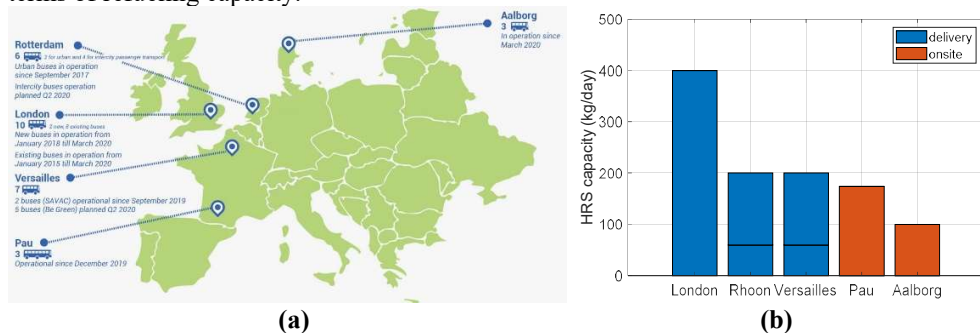 terms of refueling capacity.
Aalborg
3
In operation since
March 2020
Rotterdam
6 2 for urban and 4 for intercity passenger transport
Urban buses in operation
since September 2017
Intercity buses operation
planned Q2 2020
London
10 2 new, 8 existing buses
New buses in operation from
January 2018 till March 2020
Existing buses in operation from
January 2015 till March 2020
Versailles
7
2 buses (SAVAC) operational since September 2019
5 buses (Be Green) planned Q2 2020
Pau
3
Operational since December 2019
(a)
500
400
300
200
100
0
HRS capacity (kg/day)
delivery
onsite
London Rhoon Versailles Pau Aalborg
(b)